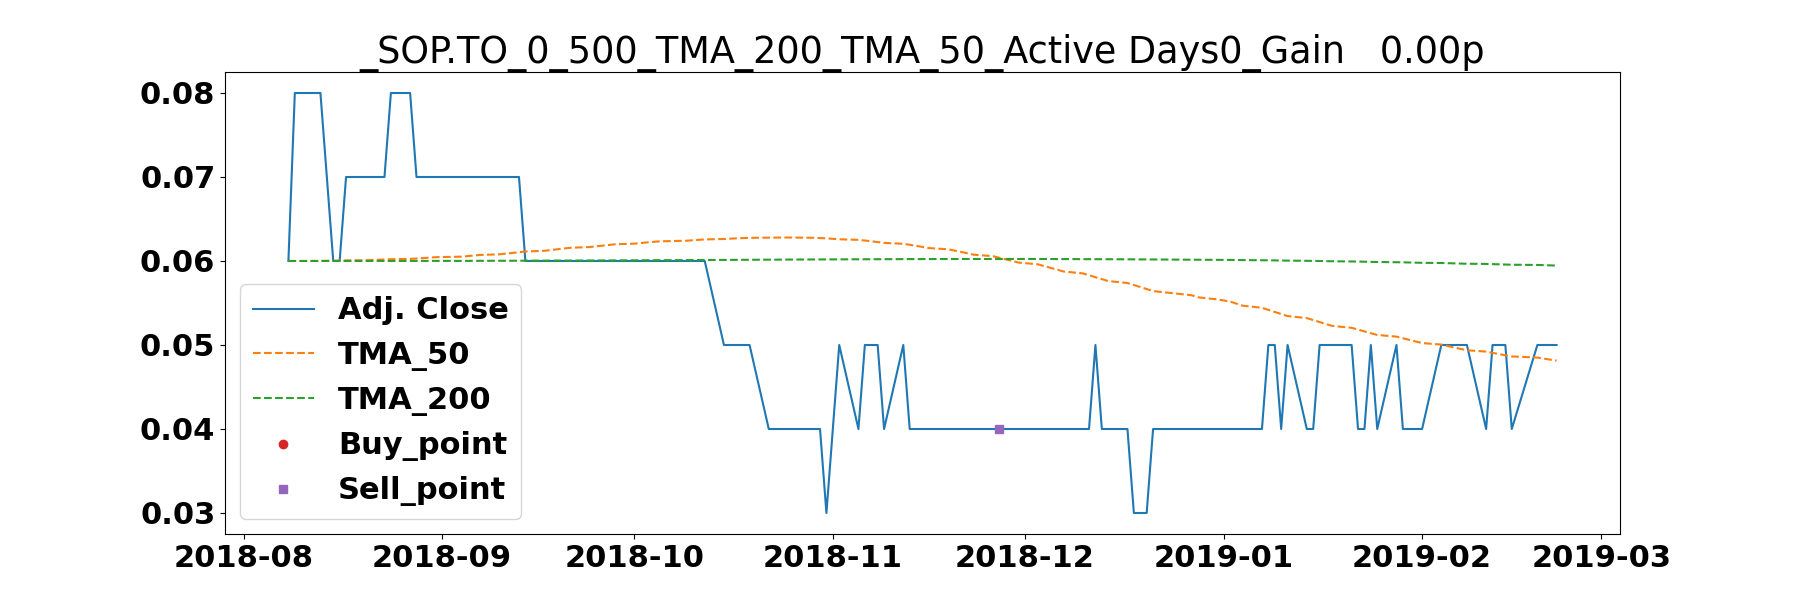 _SOP.TO_0_500_TMA_200_TMA_50_Active Days0_Gain   0.00p
0.08
0.07
0.06
0.05
0.04
0.03
Adj. Close
TMA_50
TMA_200
Buy_point
Sell_point
2018-08 2018-09 2018-10 2018-11 2018-12 2019-01 2019-02 2019-03